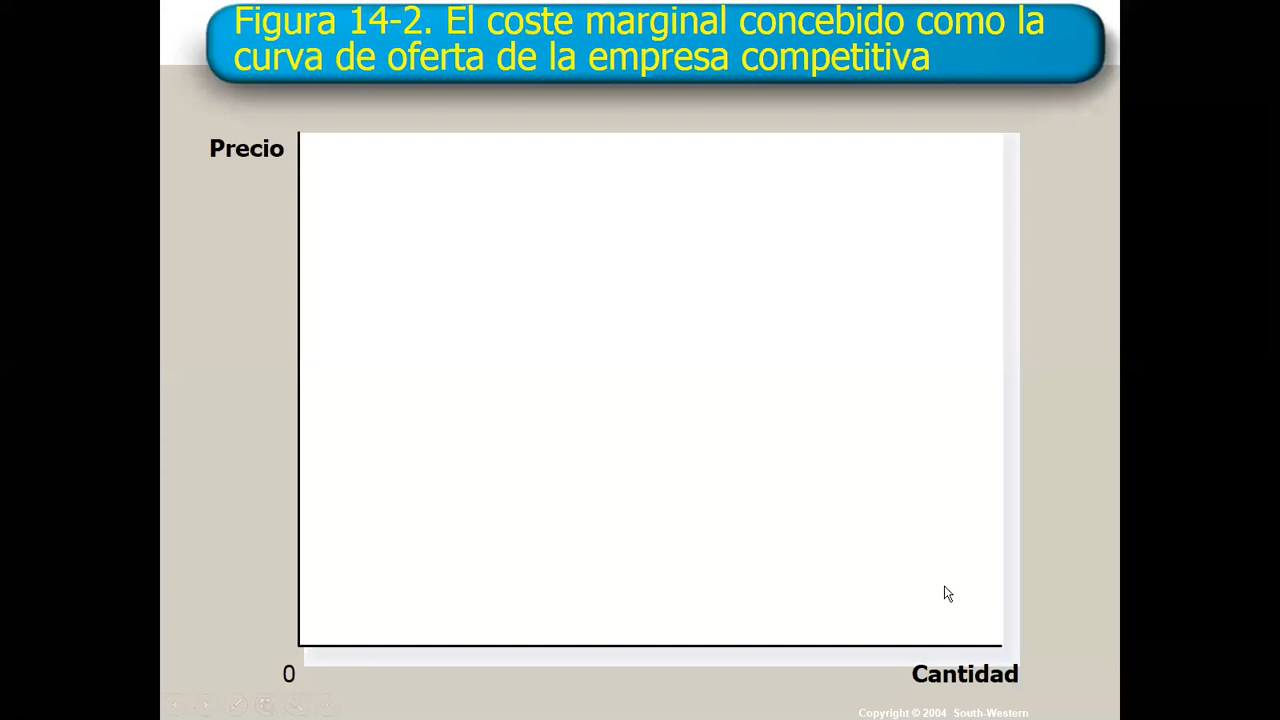 Figura 14-2. El coste marginal concebido como la
curva de oferta de la empresa competitiva
Precio
0
Cantidad
Copyright © 2004 South-Western